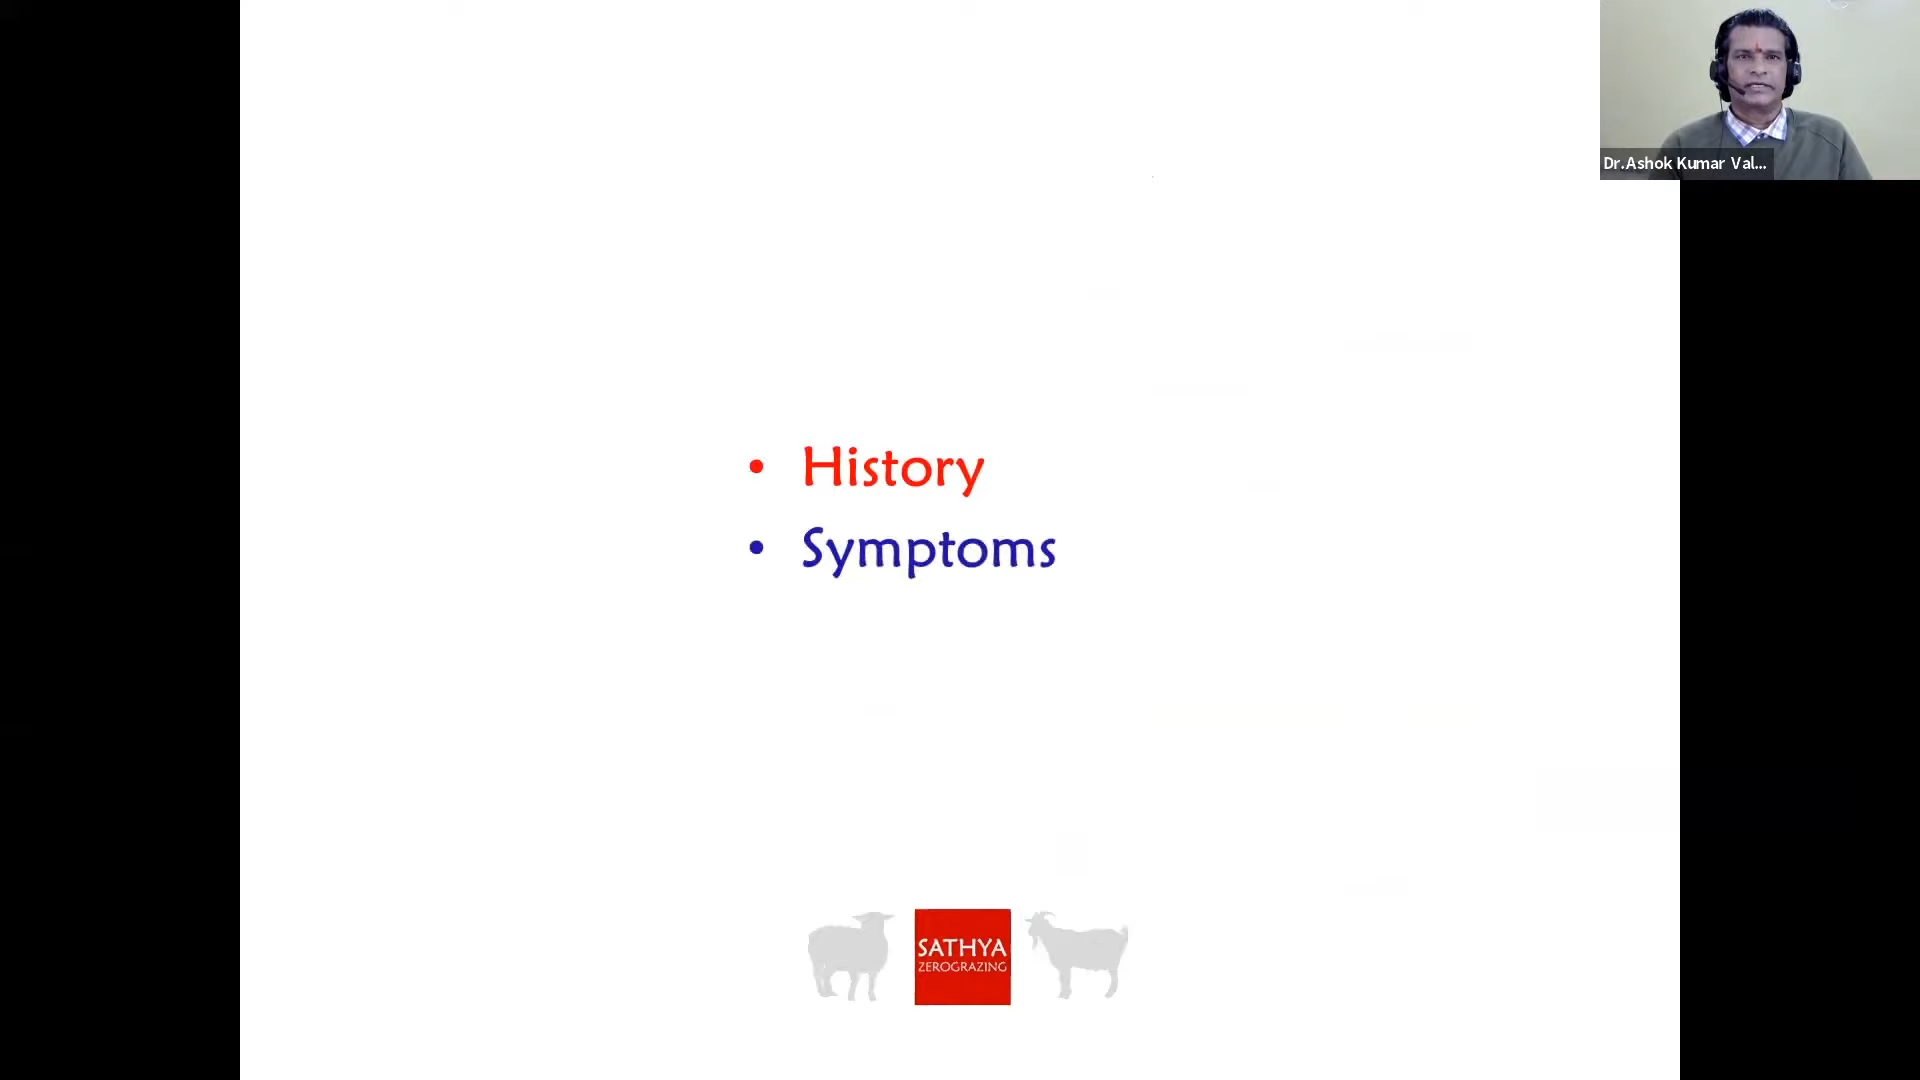 Dr.Ashok Kumar Val...
• History
• Symptoms
SATHYA
ZEROGRAZING